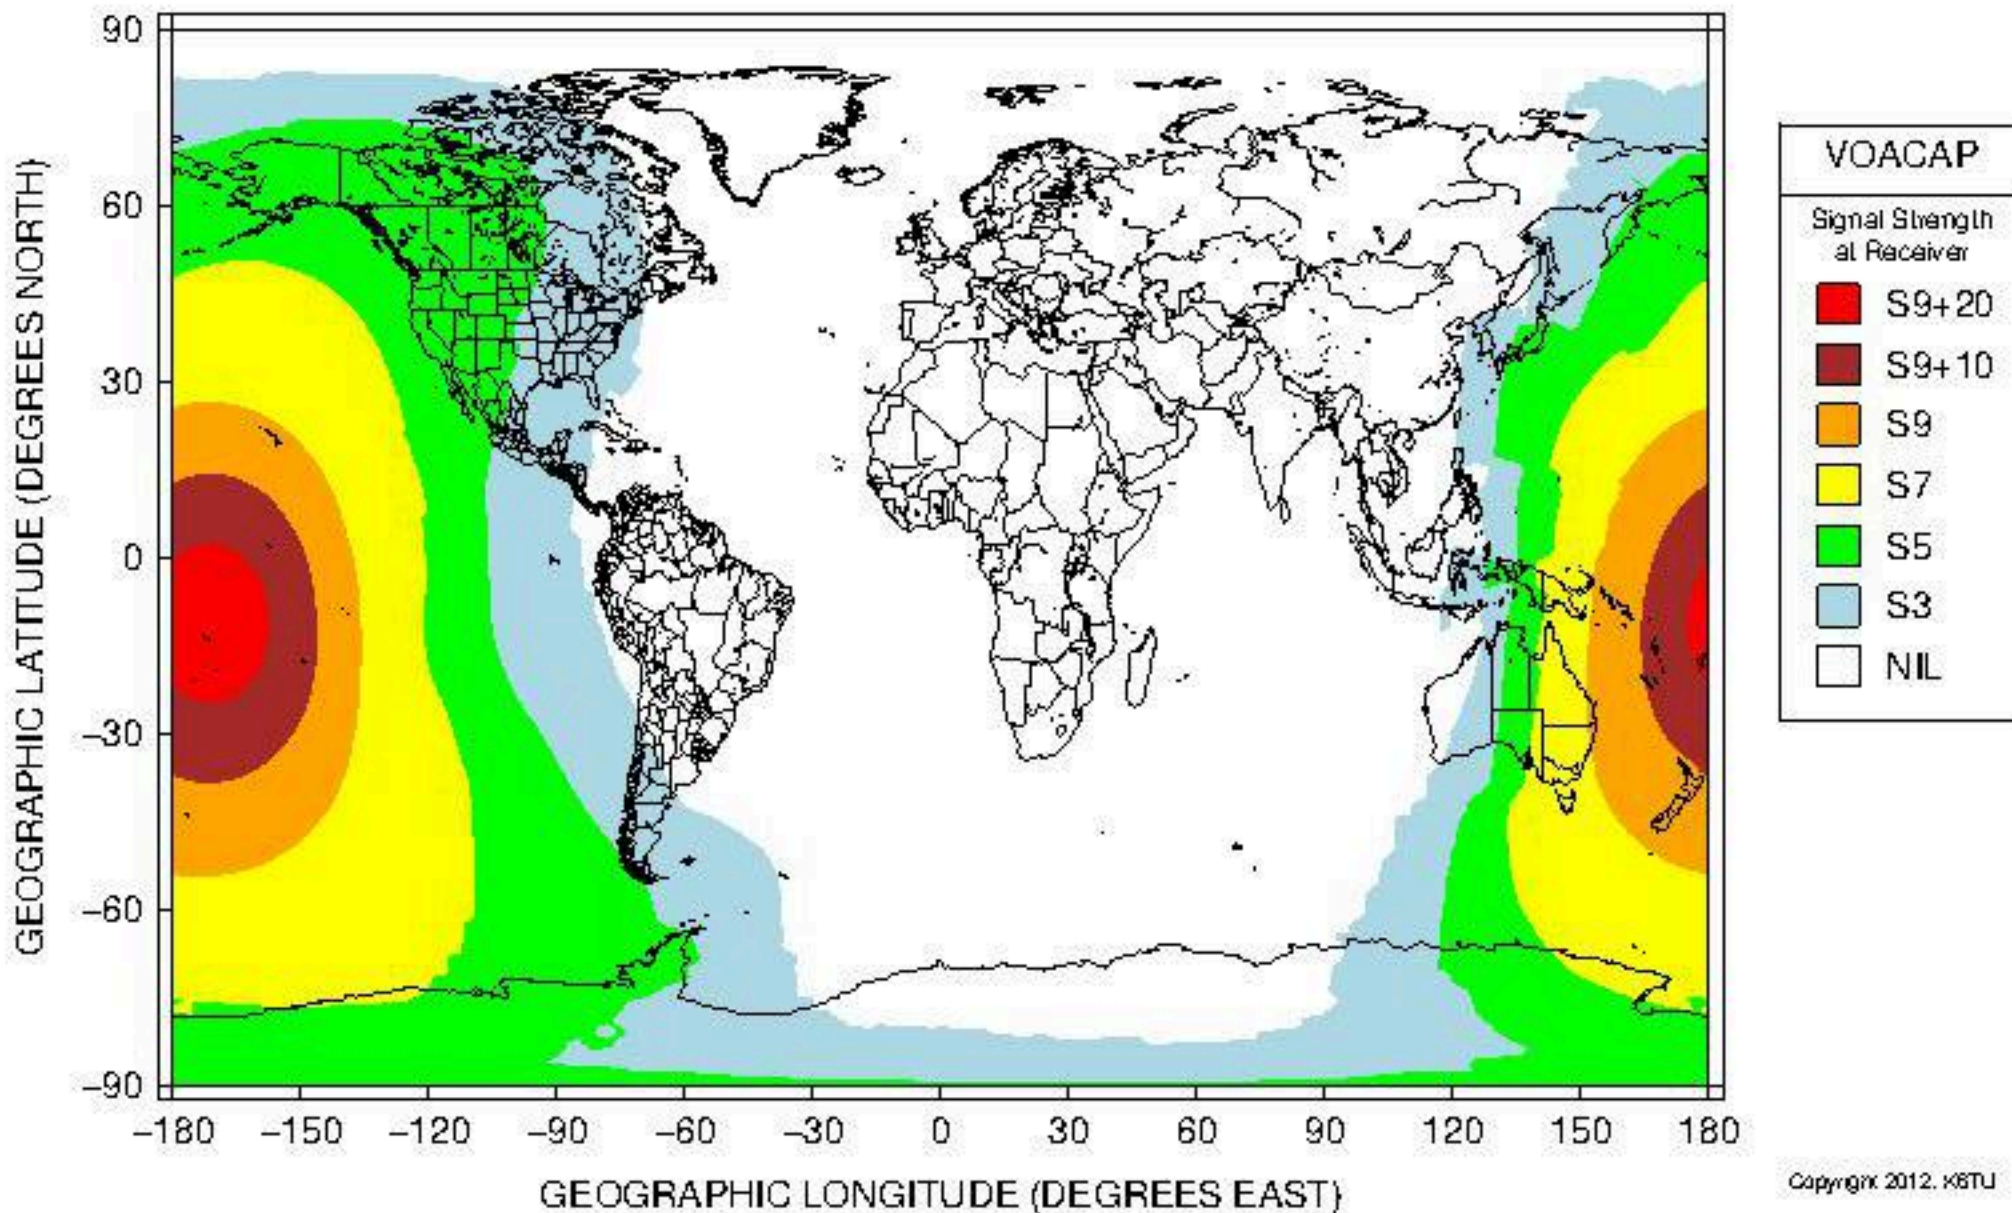 GEOGRAPHIC LATITUDE (DEGREES NORTH)
90
60
30
0
−30
−60
−90
−180 −150 −120 −90 −60 −30 0 30 60 90 120 150 180
GEOGRAPHIC LONGITUDE (DEGREES EAST)
VOACAP
Signal Strength
at Receiver
S9+20
S9+10
S9
S7
S5
S3
NIL
Copyright 2012, K6TU